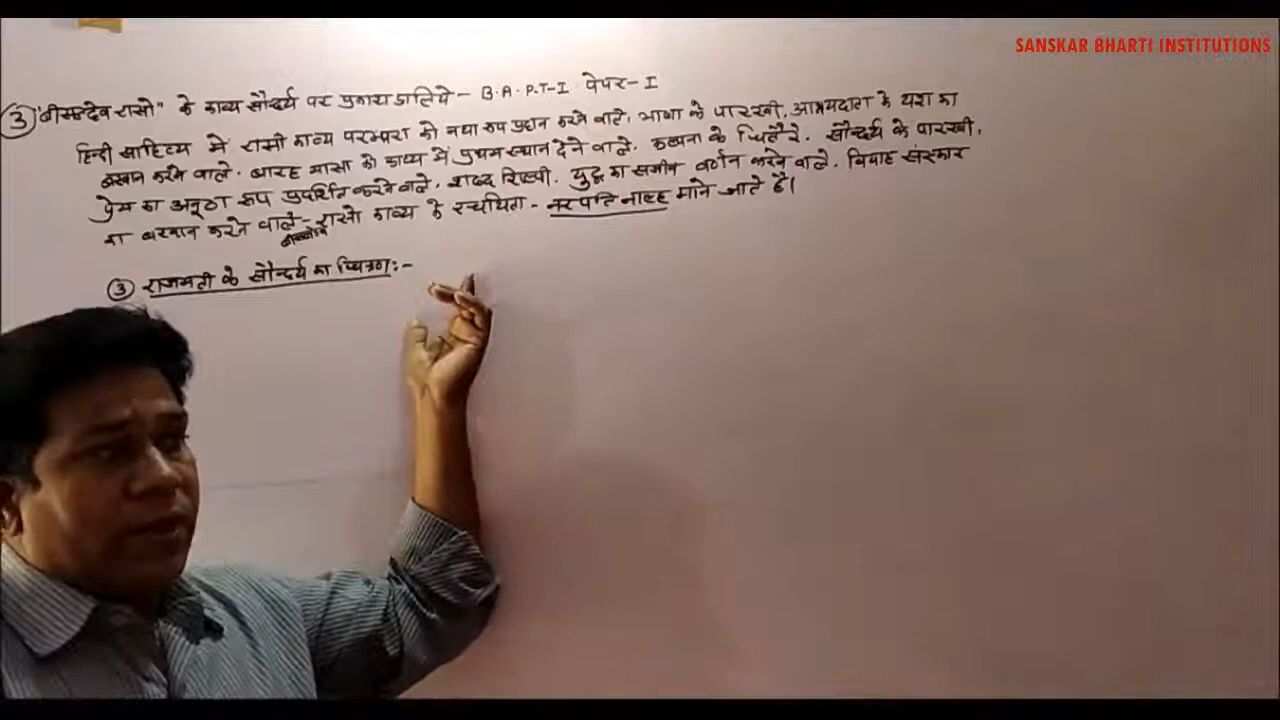 SANSKAR BHARTI INSTITUTIONS
③ "बीसलदेव रासो" के काव्य सौन्दर्य पर प्रकाश डालिये - B.A. P.T-I पेपर - I
हिन्दी साहित्य में रासो काव्य परम्परा को नया रूप प्रदान करने वाले, भाषा के पारखी, आश्रयदाता के यश का
बखान करने वाले. बारह मासा को काव्य में प्रथम स्थान देने वाले. कल्पना के चितेरे. सौन्दर्य के पारखी,
प्रेम का अनूठा रूप प्रदर्शित करने वाले, शब्द शिल्पी. युद्ध का सजीव वर्णन करने वाले. विवाह संस्कार
का बखान करने वाले - रासो काव्य के रचयिता - नरपति नाल्ह माने जाते है।
③ राजमती के सौन्दर्य का चित्रण :-